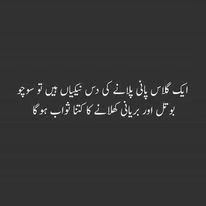 ایک گلاس پانی پلانے کی دس نیکیاں ہیں تو سوچو
بوتل اور بریانی کھلانے کا کتنا ثواب ہو گا